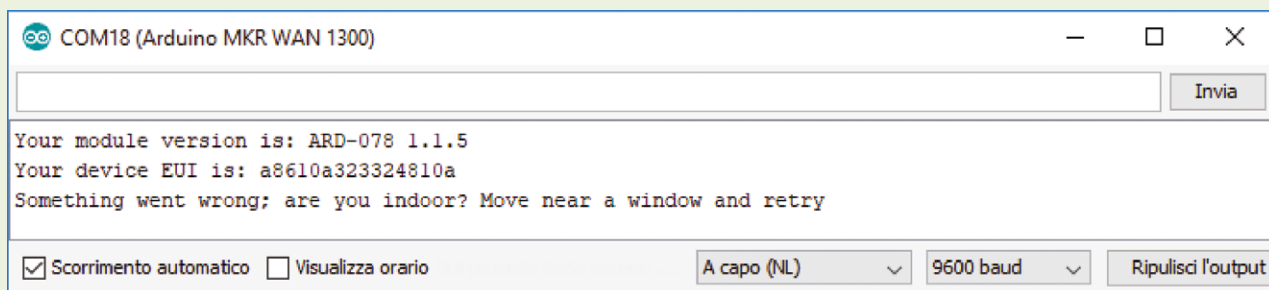 COM18 (Arduino MKR WAN 1300)
Invia
Your module version is: ARD-078 1.1.5
Your device EUI is: a8610a323324810a
Something went wrong; are you indoor? Move near a window and retry
Scorrimento automatico Visualizza orario A capo (NL) 9600 baud Ripulisci l'output